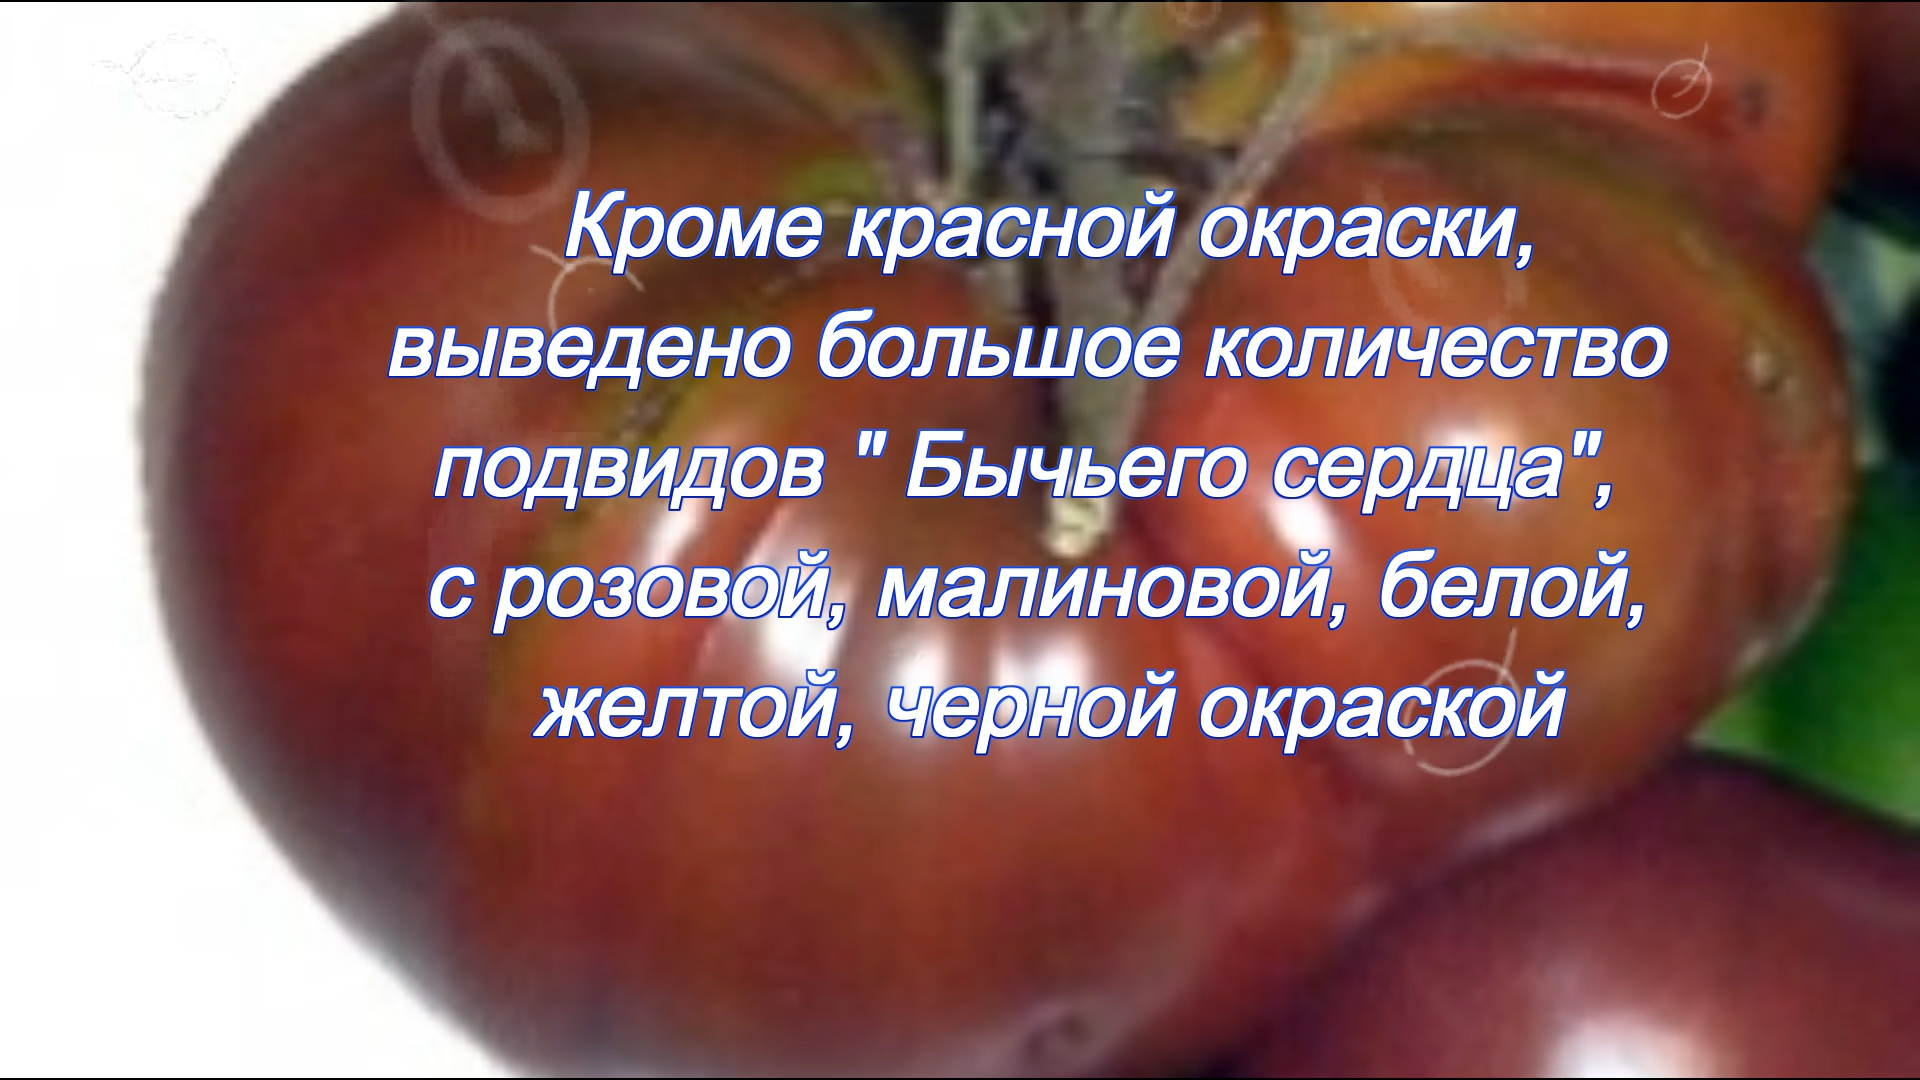 Кроме красной окраски,
выведено большое количество
подвидов " Бычьего сердца",
с розовой, малиновой, белой,
желтой, черной окраской